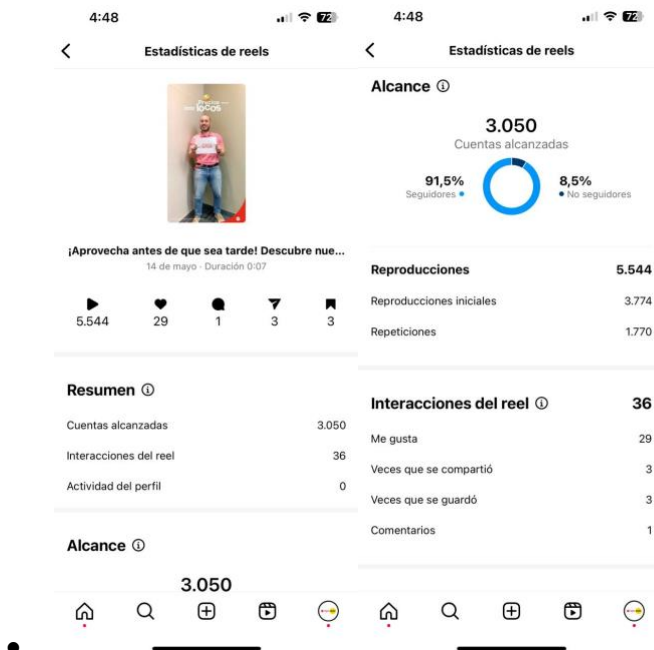 4:48
72
Estadísticas de reels
Precios
locos
¡Aprovecha antes de que sea tarde! Descubre nue...
14 de mayo · Duración 0:07
5.544
29
1
3
3
Resumen
Cuentas alcanzadas 3.050
Interacciones del reel 36
Actividad del perfil 0
Alcance
3.050
4:48
72
Estadísticas de reels
Alcance
3.050
Cuentas alcanzadas
91,5%
Seguidores
8,5%
No seguidores
Reproducciones 5.544
Reproducciones iniciales 3.774
Repeticiones 1.770
Interacciones del reel 36
Me gusta 29
Veces que se compartió 3
Veces que se guardó 3
Comentarios 1